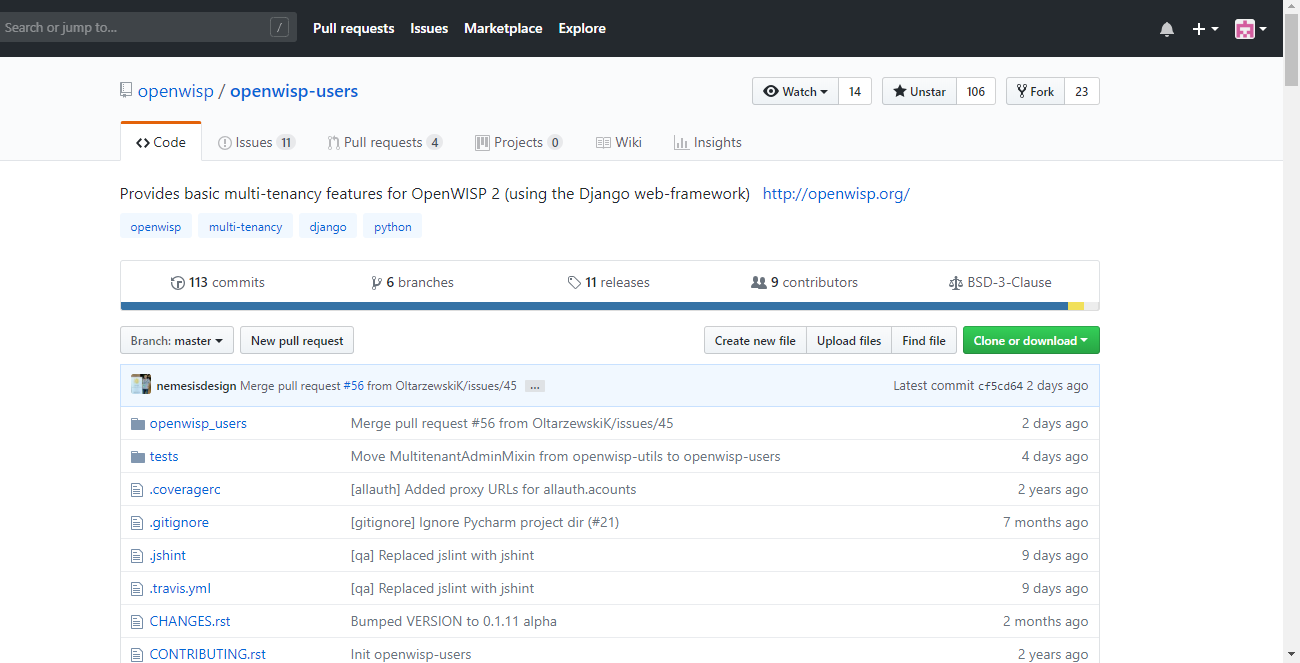 Search or jump to... /
Pull requests Issues Marketplace Explore
openwisp / openwisp-users
Watch 14 Unstar 106 Fork 23
Code Issues 11 Pull requests 4 Projects 0 Wiki Insights
Provides basic multi-tenancy features for OpenWISP 2 (using the Django web-framework) http://openwisp.org/
openwisp multi-tenancy django python
113 commits 6 branches 11 releases 9 contributors BSD-3-Clause
Branch: master New pull request Create new file Upload files Find file Clone or download
nemesisdesign Merge pull request #56 from OltarzewskiK/issues/45 ... Latest commit cf5cd64 2 days ago
openwisp_users Merge pull request #56 from OltarzewskiK/issues/45 2 days ago
tests Move MultitenantAdminMixin from openwisp-utils to openwisp-users 4 days ago
.coveragerc [allauth] Added proxy URLs for allauth.acounts 2 years ago
.gitignore [gitignore] Ignore Pycharm project dir (#21) 7 months ago
.jshint [qa] Replaced jslint with jshint 9 days ago
.travis.yml [qa] Replaced jslint with jshint 9 days ago
CHANGES.rst Bumped VERSION to 0.1.11 alpha 2 months ago
CONTRIBUTING.rst Init openwisp-users 2 years ago